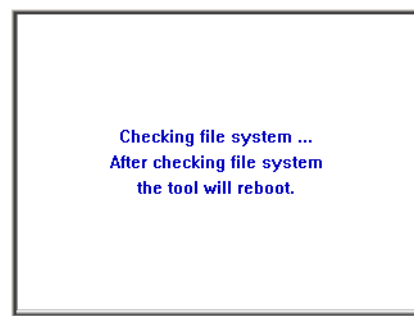 Checking file system ...
After checking file system
the tool will reboot.